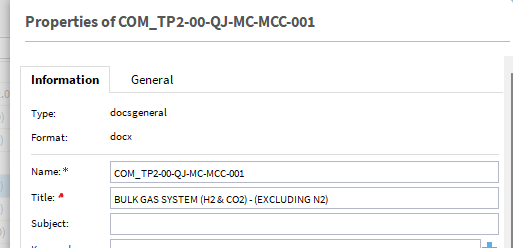 Properties of COM_TP2-00-QJ-MC-MCC-001
Information General
Type: docsgeneral
Format: docx
Name: * COM_TP2-00-QJ-MC-MCC-001
Title: * BULK GAS SYSTEM (H2 & CO2) - (EXCLUDING N2)
Subject: